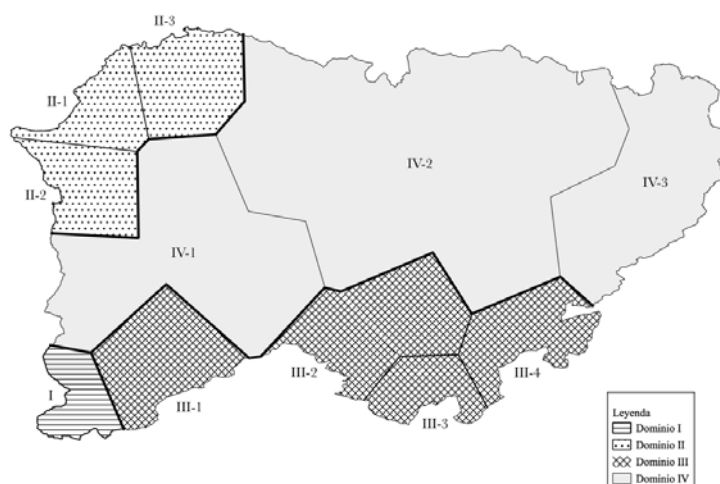 II-3
II-1
IV-2
IV-3
II-2
IV-1
I
III-1
III-2
III-4
III-3
Leyenda
Dominio I
Dominio II
Dominio III
Dominio IV